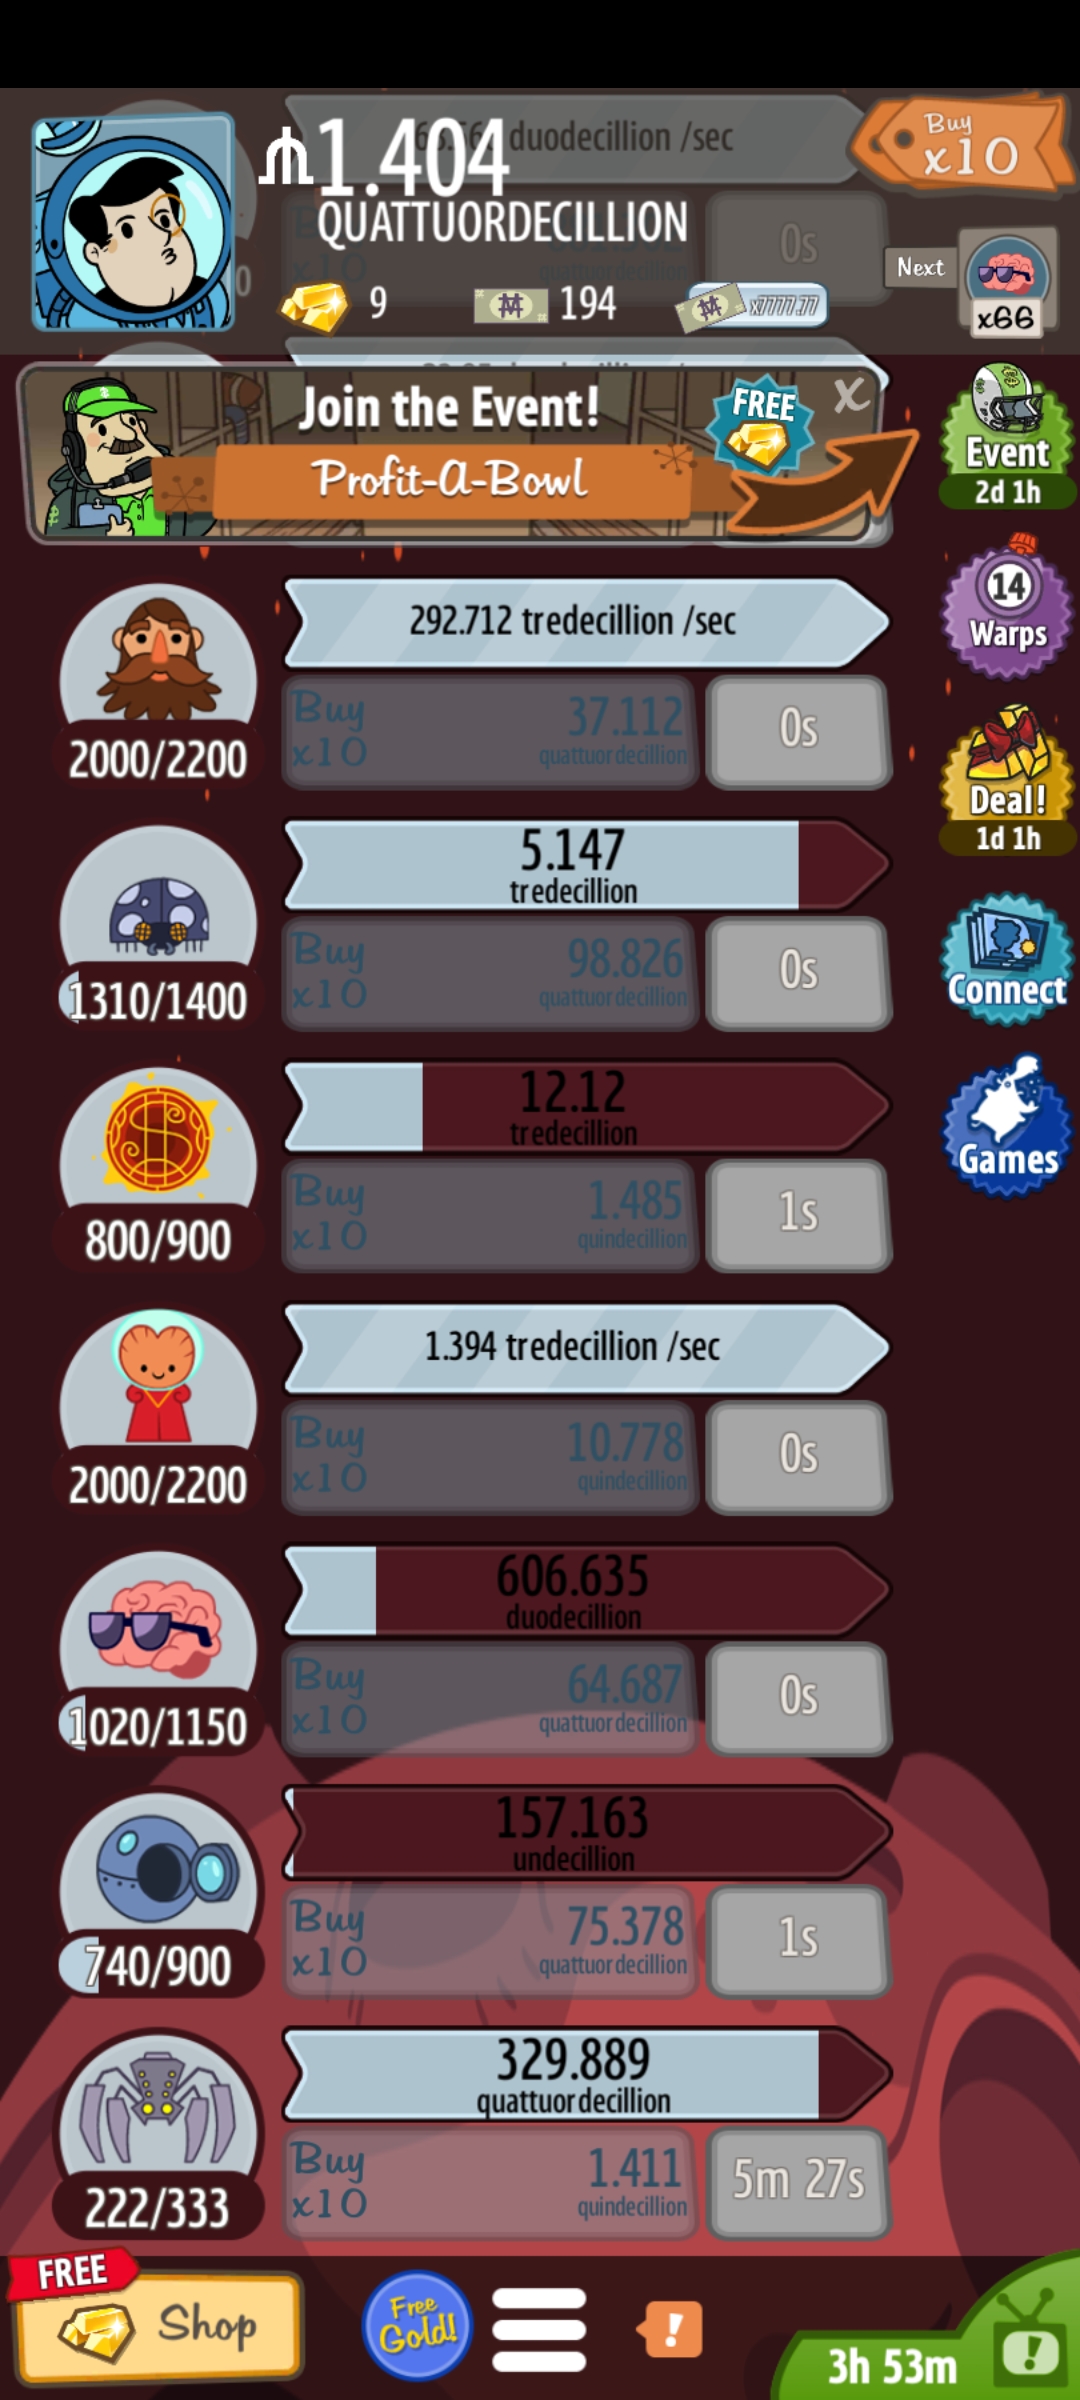 duodecillion /sec
1.404
QUATTUORDECILLION
9
194
x7777.77
Buy
x10
0s
Next
x66
Join the Event!
Profit-A-Bowl
FREE
X
Event
2d 1h
14
Warps
Deal!
1d 1h
Connect
Games
292.712 tredecillion /sec
2000/2200
Buy
x10
37.112
quattuordecillion
0s
5.147
tredecillion
1310/1400
Buy
x10
98.826
quattuordecillion
0s
12.12
tredecillion
800/900
Buy
x10
1.485
quindecillion
1s
1.394 tredecillion /sec
2000/2200
Buy
x10
10.778
quindecillion
0s
606.635
duodecillion
1020/1150
Buy
x10
64.687
quattuordecillion
0s
157.163
undecillion
740/900
Buy
x10
75.378
quattuordecillion
1s
329.889
quattuordecillion
222/333
Buy
x10
1.411
quindecillion
5m 27s
FREE
Shop
Free
Gold!
!
3h 53m
!